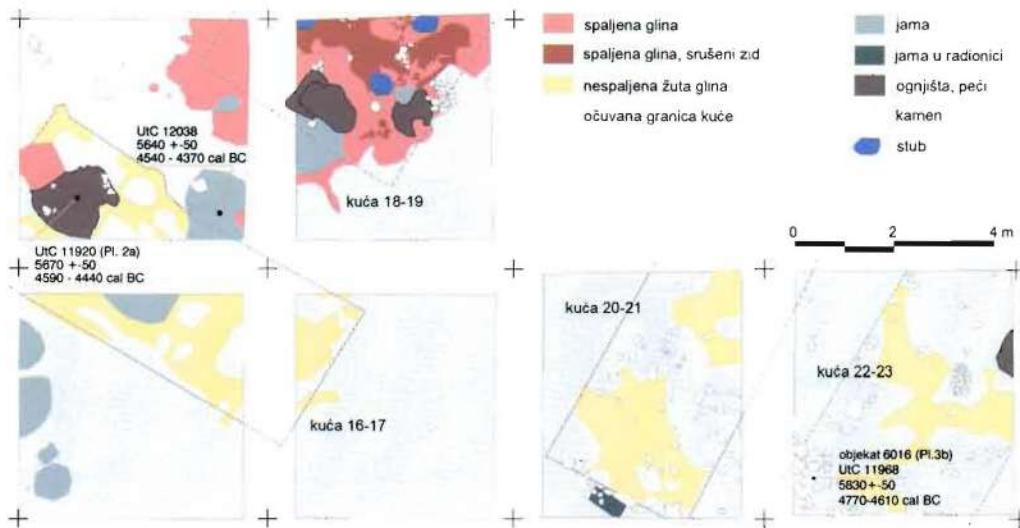 spaljena glina
spaljena glina, srušeni zid
nespaljena žuta glina
očuvana granica kuće
jama
jama u radionici
ognjišta, peći
kamen
stub
UtC 12038
5640 +-50
4540 - 4370 cal BC
kuća 18-19
0 2 4 m
UtC 11920 (Pl. 2a)
5670 +-50
4590 - 4440 cal BC
kuća 20-21
kuća 22-23
kuća 16-17
objekat 6016 (Pl.3b)
UtC 11968
5830+-50
4770-4610 cal BC